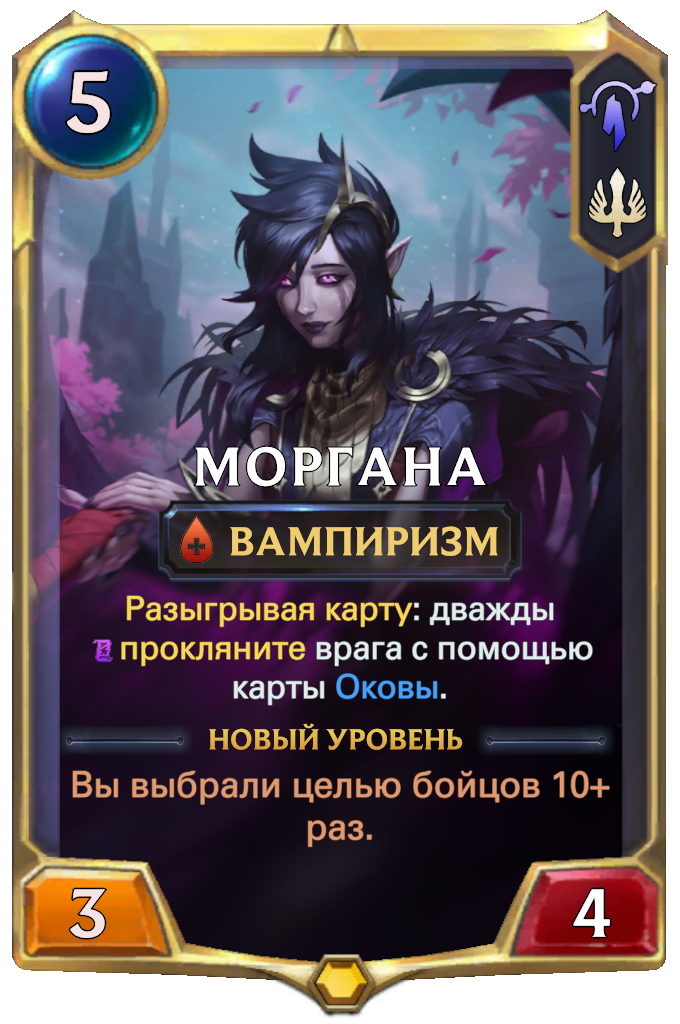 5
МОРГАНА
ВАМПИРИЗМ
Разыгрывая карту: дважды
прокляните врага с помощью
карты Оковы.
НОВЫЙ УРОВЕНЬ
Вы выбрали целью бойцов 10+
раз.
3
4